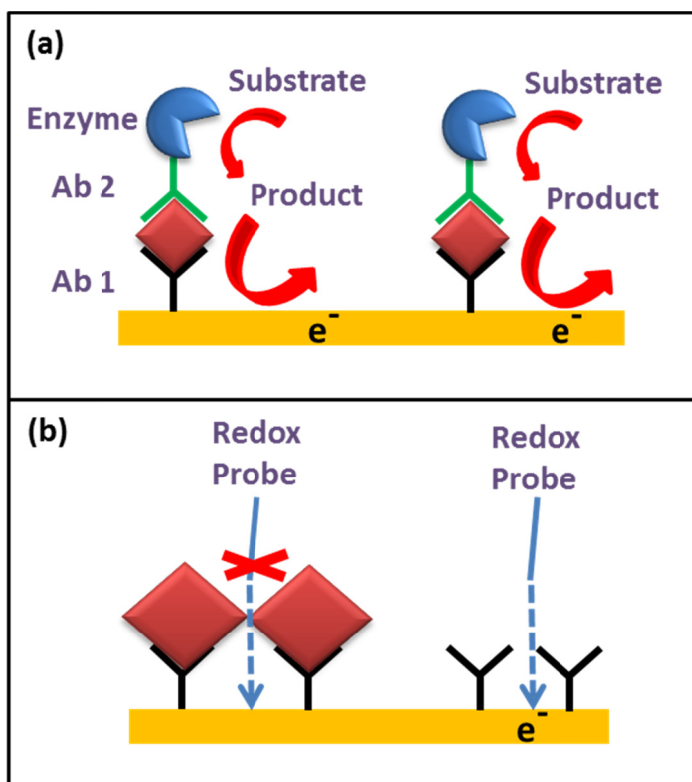 (a)
Substrate
Substrate
Enzyme
Ab 2
Product
Product
Ab 1
e-
e-
(b)
Redox
Probe
Redox
Probe
e-